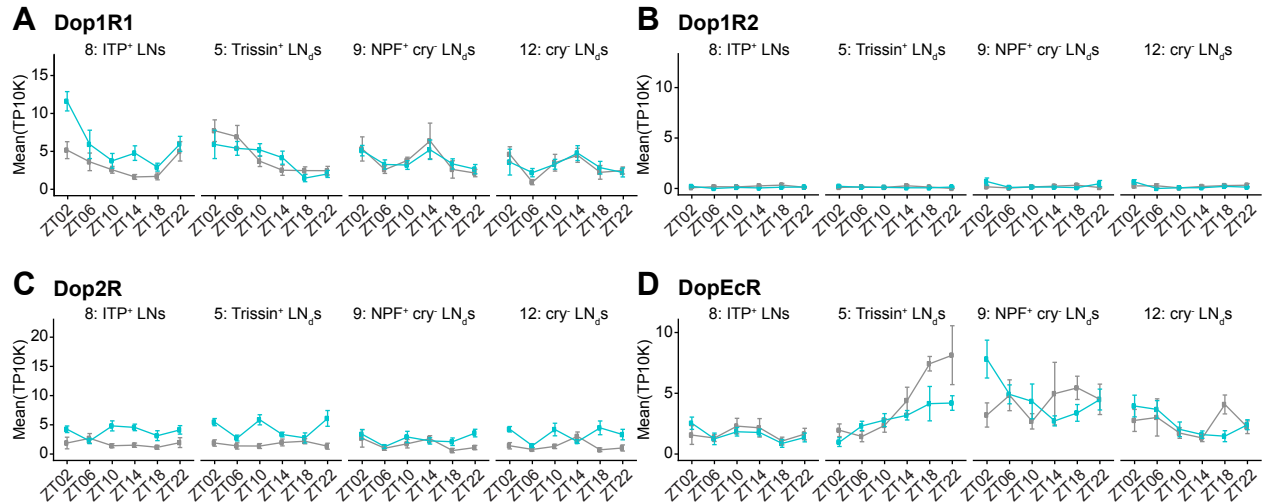 A Dop1R1
8: ITP⁺ LNs 5: Trissin⁺ LNds 9: NPF⁺ cry⁻ LNds 12: cry⁻ LNds
Mean(TP10K)
15
10
5
0
ZT02 ZT06 ZT10 ZT14 ZT18 ZT22 ZT02 ZT06 ZT10 ZT14 ZT18 ZT22 ZT02 ZT06 ZT10 ZT14 ZT18 ZT22 ZT02 ZT06 ZT10 ZT14 ZT18 ZT22
B Dop1R2
8: ITP⁺ LNs 5: Trissin⁺ LNds 9: NPF⁺ cry⁻ LNds 12: cry⁻ LNds
Mean(TP10K)
10
5
0
ZT02 ZT06 ZT10 ZT14 ZT18 ZT22 ZT02 ZT06 ZT10 ZT14 ZT18 ZT22 ZT02 ZT06 ZT10 ZT14 ZT18 ZT22 ZT02 ZT06 ZT10 ZT14 ZT18 ZT22
C Dop2R
8: ITP⁺ LNs 5: Trissin⁺ LNds 9: NPF⁺ cry⁻ LNds 12: cry⁻ LNds
Mean(TP10K)
20
15
10
5
0
ZT02 ZT06 ZT10 ZT14 ZT18 ZT22 ZT02 ZT06 ZT10 ZT14 ZT18 ZT22 ZT02 ZT06 ZT10 ZT14 ZT18 ZT22 ZT02 ZT06 ZT10 ZT14 ZT18 ZT22
D DopEcR
8: ITP⁺ LNs 5: Trissin⁺ LNds 9: NPF⁺ cry⁻ LNds 12: cry⁻ LNds
Mean(TP10K)
10
5
0
ZT02 ZT06 ZT10 ZT14 ZT18 ZT22 ZT02 ZT06 ZT10 ZT14 ZT18 ZT22 ZT02 ZT06 ZT10 ZT14 ZT18 ZT22 ZT02 ZT06 ZT10 ZT14 ZT18 ZT22